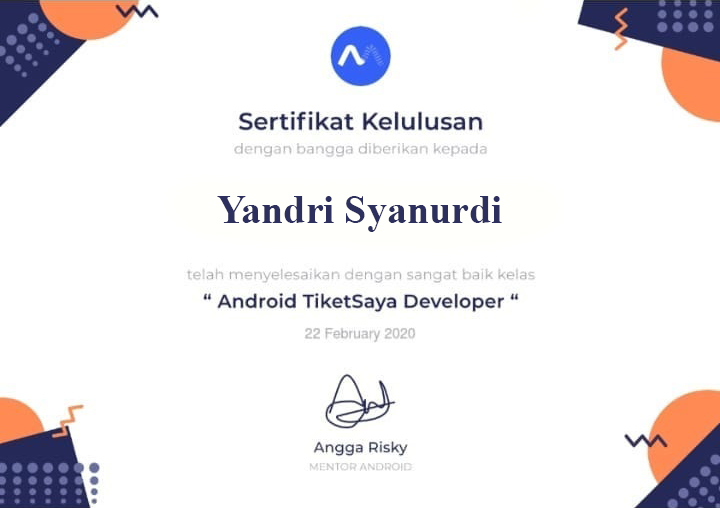 Sertifikat Kelulusan
dengan bangga diberikan kepada
Yandri Syanurdi
telah menyelesaikan dengan sangat baik kelas
“ Android TiketSaya Developer “
22 February 2020
Angga Risky
MENTOR ANDROID